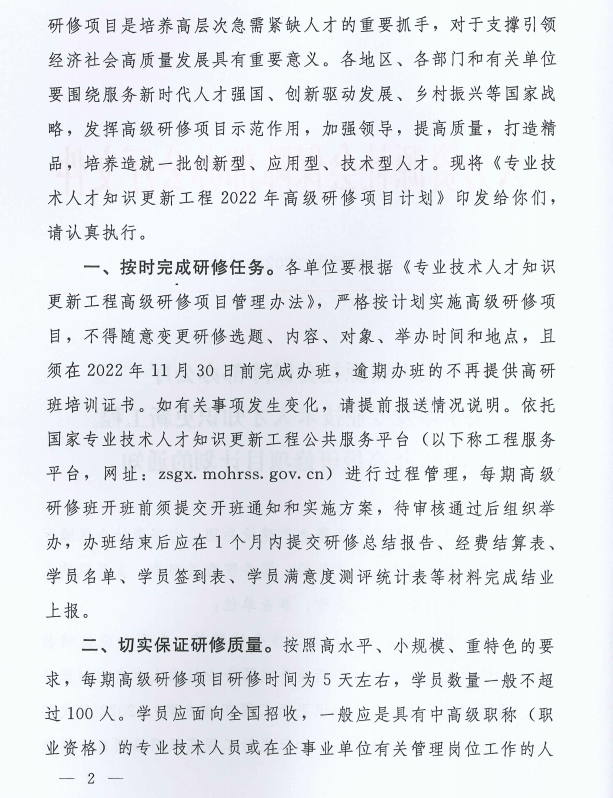 研修项目是培养高层次急需紧缺人才的重要抓手，对于支撑引领
经济社会高质量发展具有重要意义。各地区、各部门和有关单位
要围绕服务新时代人才强国、创新驱动发展、乡村振兴等国家战
略，发挥高级研修项目示范作用，加强领导，提高质量，打造精
品，培养造就一批创新型、应用型、技术型人才。现将《专业技
术人才知识更新工程 2022 年高级研修项目计划》印发给你们，
请认真执行。
一、按时完成研修任务。各单位要根据《专业技术人才知识
更新工程高级研修项目管理办法》，严格按计划实施高级研修项
目，不得随意变更研修选题、内容、对象、举办时间和地点，且
须在 2022 年 11 月 30 日前完成办班，逾期办班的不再提供高研
班培训证书。如有关事项发生变化，请提前报送情况说明。依托
国家专业技术人才知识更新工程公共服务平台（以下称工程服务
平台，网址：zsgx.mohrss.gov.cn）进行过程管理，每期高级
研修班开班前须提交开班通知和实施方案，待审核通过后组织举
办，办班结束后应在 1 个月内提交研修总结报告、经费结算表、
学员名单、学员签到表、学员满意度测评统计表等材料完成结业
上报。
二、切实保证研修质量。按照高水平、小规模、重特色的要
求，每期高级研修项目研修时间为 5 天左右，学员数量一般不超
过 100 人。学员应面向全国招收，一般应是具有中高级职称（职
业资格）的专业技术人员或在企事业单位有关管理岗位工作的人
— 2 —